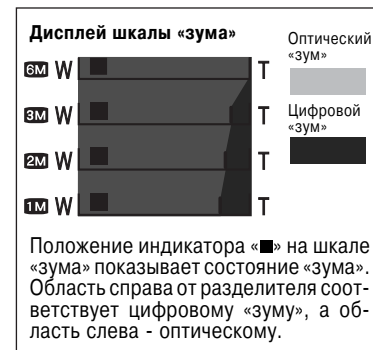 Дисплей шкалы «зума»
Оптический
«зум»
6M W T
Цифровой
«зум»
3M W T
2M W T
1M W T
Положение индикатора «■» на шкале
«зума» показывает состояние «зума».
Область справа от разделителя соот-
ветствует цифровому «зуму», а об-
ласть слева - оптическому.